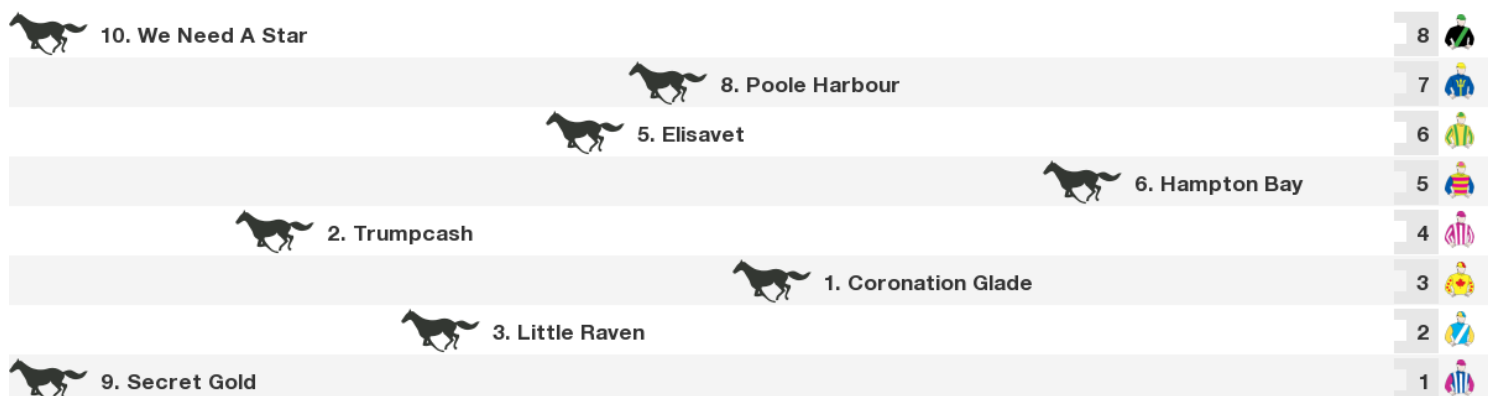 10. We Need A Star 8
8. Poole Harbour 7
5. Elisavet 6
6. Hampton Bay 5
2. Trumpcash 4
1. Coronation Glade 3
3. Little Raven 2
9. Secret Gold 1